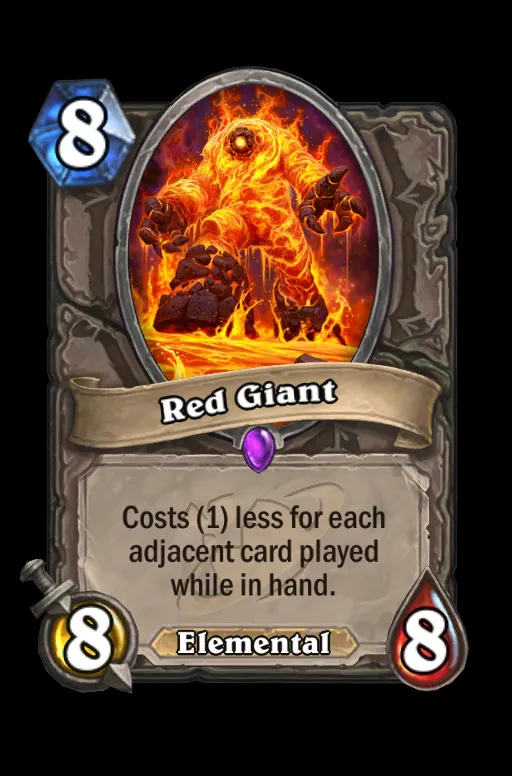 8
Red Giant
Costs (1) less for each
adjacent card played
while in hand.
8
Elemental
8